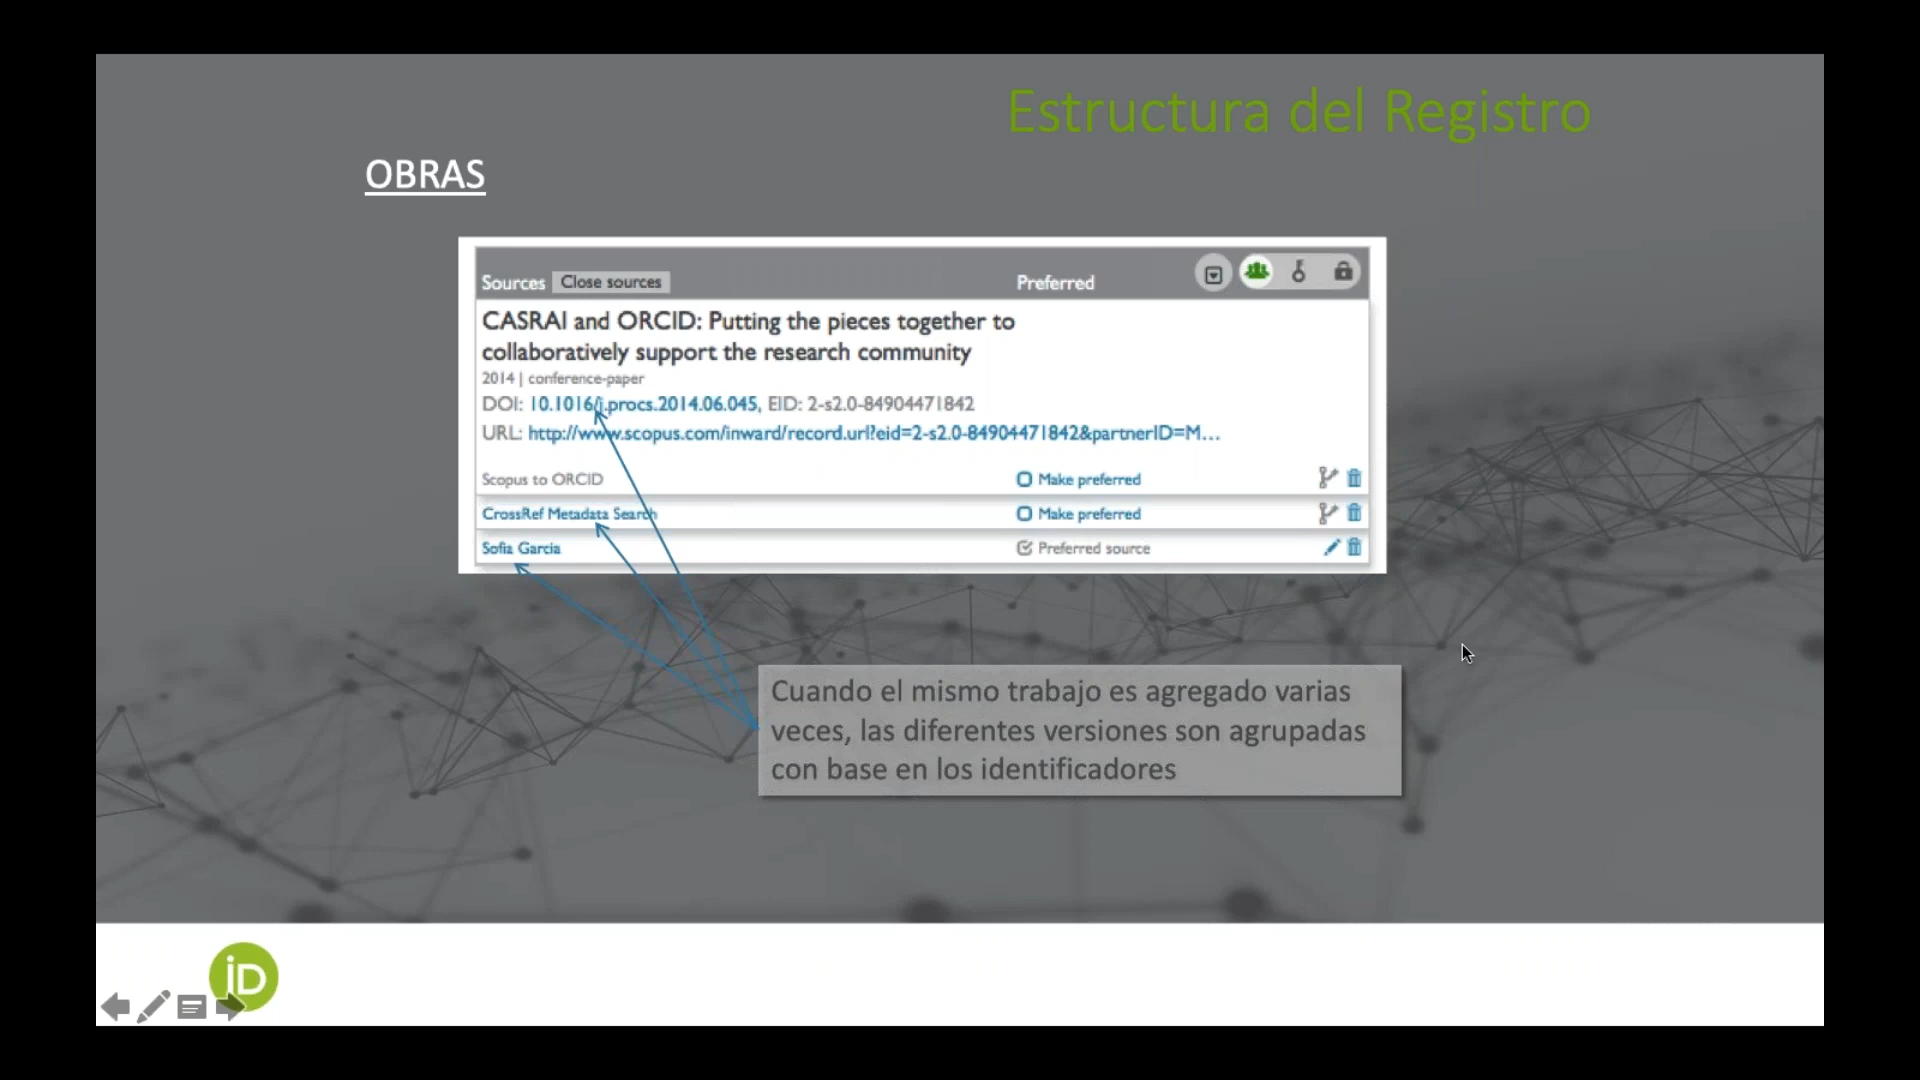 Estructura del Registro
OBRAS
Sources Close sources Preferred
CASRAI and ORCID: Putting the pieces together to
collaboratively support the research community
2014 | conference-paper
DOI: 10.1016/j.procs.2014.06.045, EID: 2-s2.0-84904471842
URL: http://www.scopus.com/inward/record.url?eid=2-s2.0-84904471842&partnerID=M...
Scopus to ORCID Make preferred
CrossRef Metadata Search Make preferred
Sofia Garcia Preferred source
Cuando el mismo trabajo es agregado varias
veces, las diferentes versiones son agrupadas
con base en los identificadores
iD